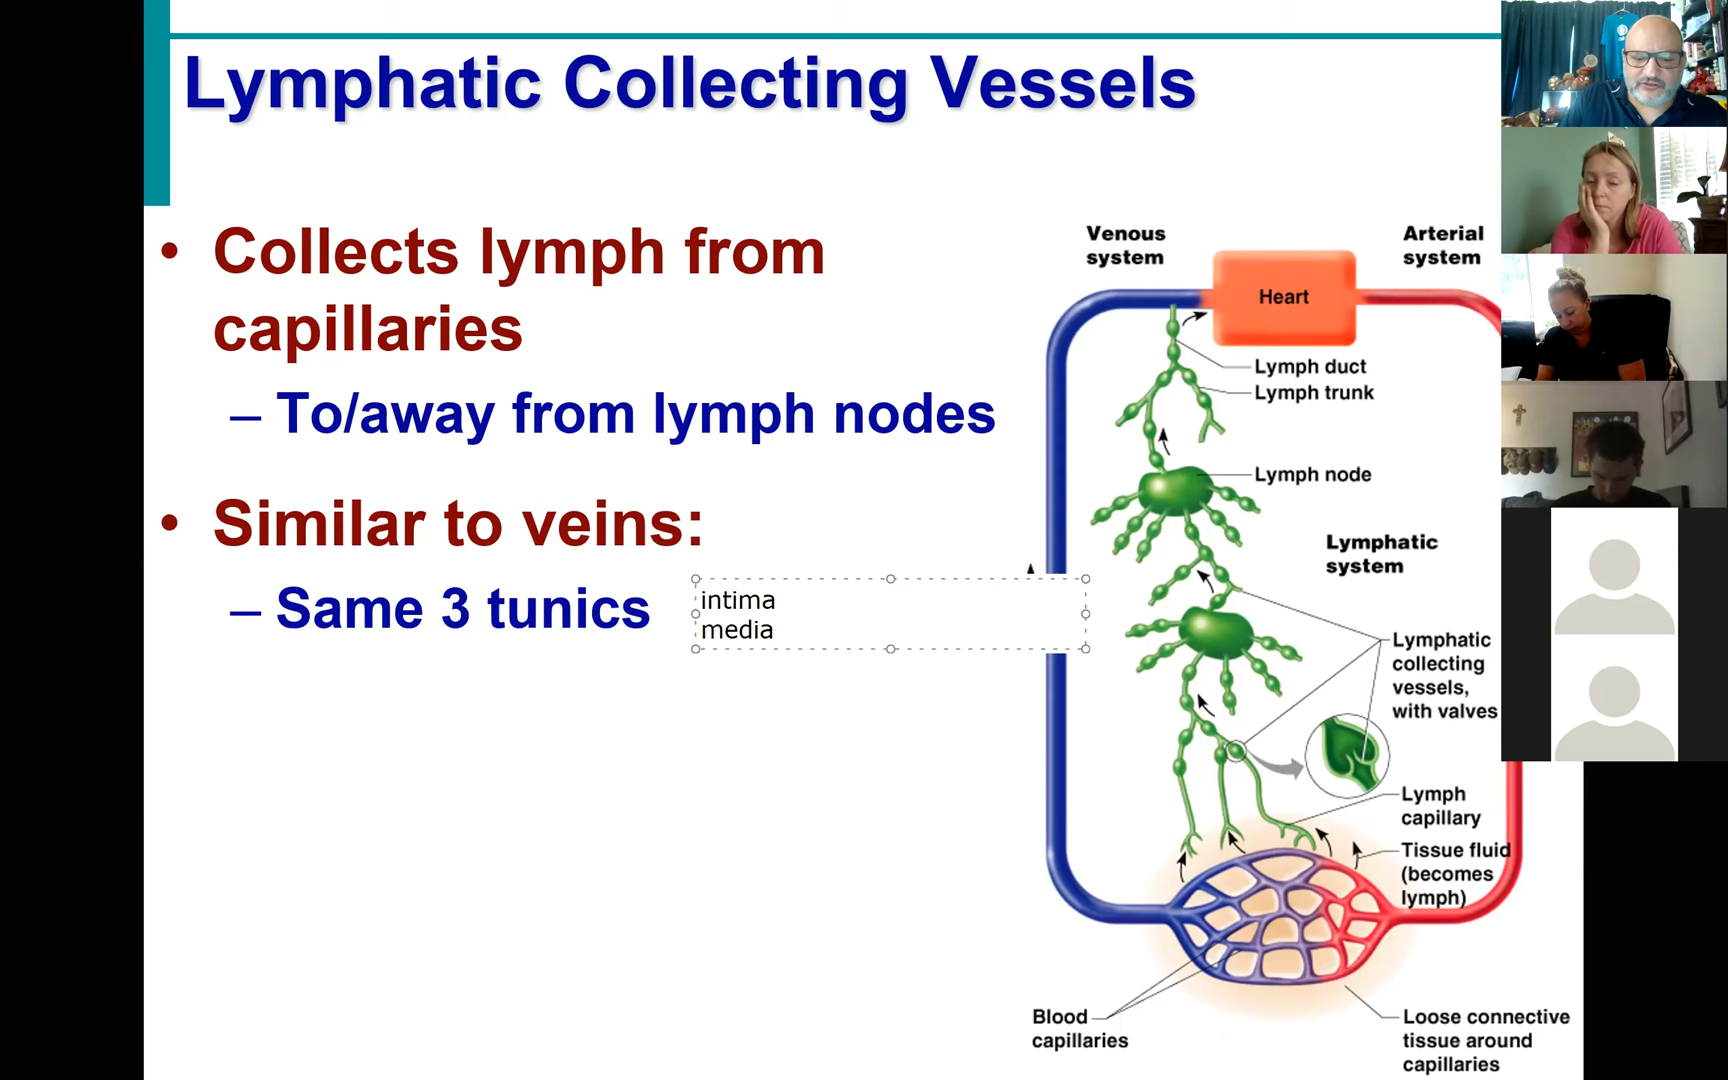 Lymphatic Collecting Vessels
• Collects lymph from
capillaries
– To/away from lymph nodes
• Similar to veins:
– Same 3 tunics
intima
media
Venous
system
Heart
Arterial
system
Lymph duct
Lymph trunk
Lymph node
Lymphatic
system
Lymphatic
collecting
vessels,
with valves
Lymph
capillary
Tissue fluid
(becomes
lymph)
Blood
capillaries
Loose connective
tissue around
capillaries